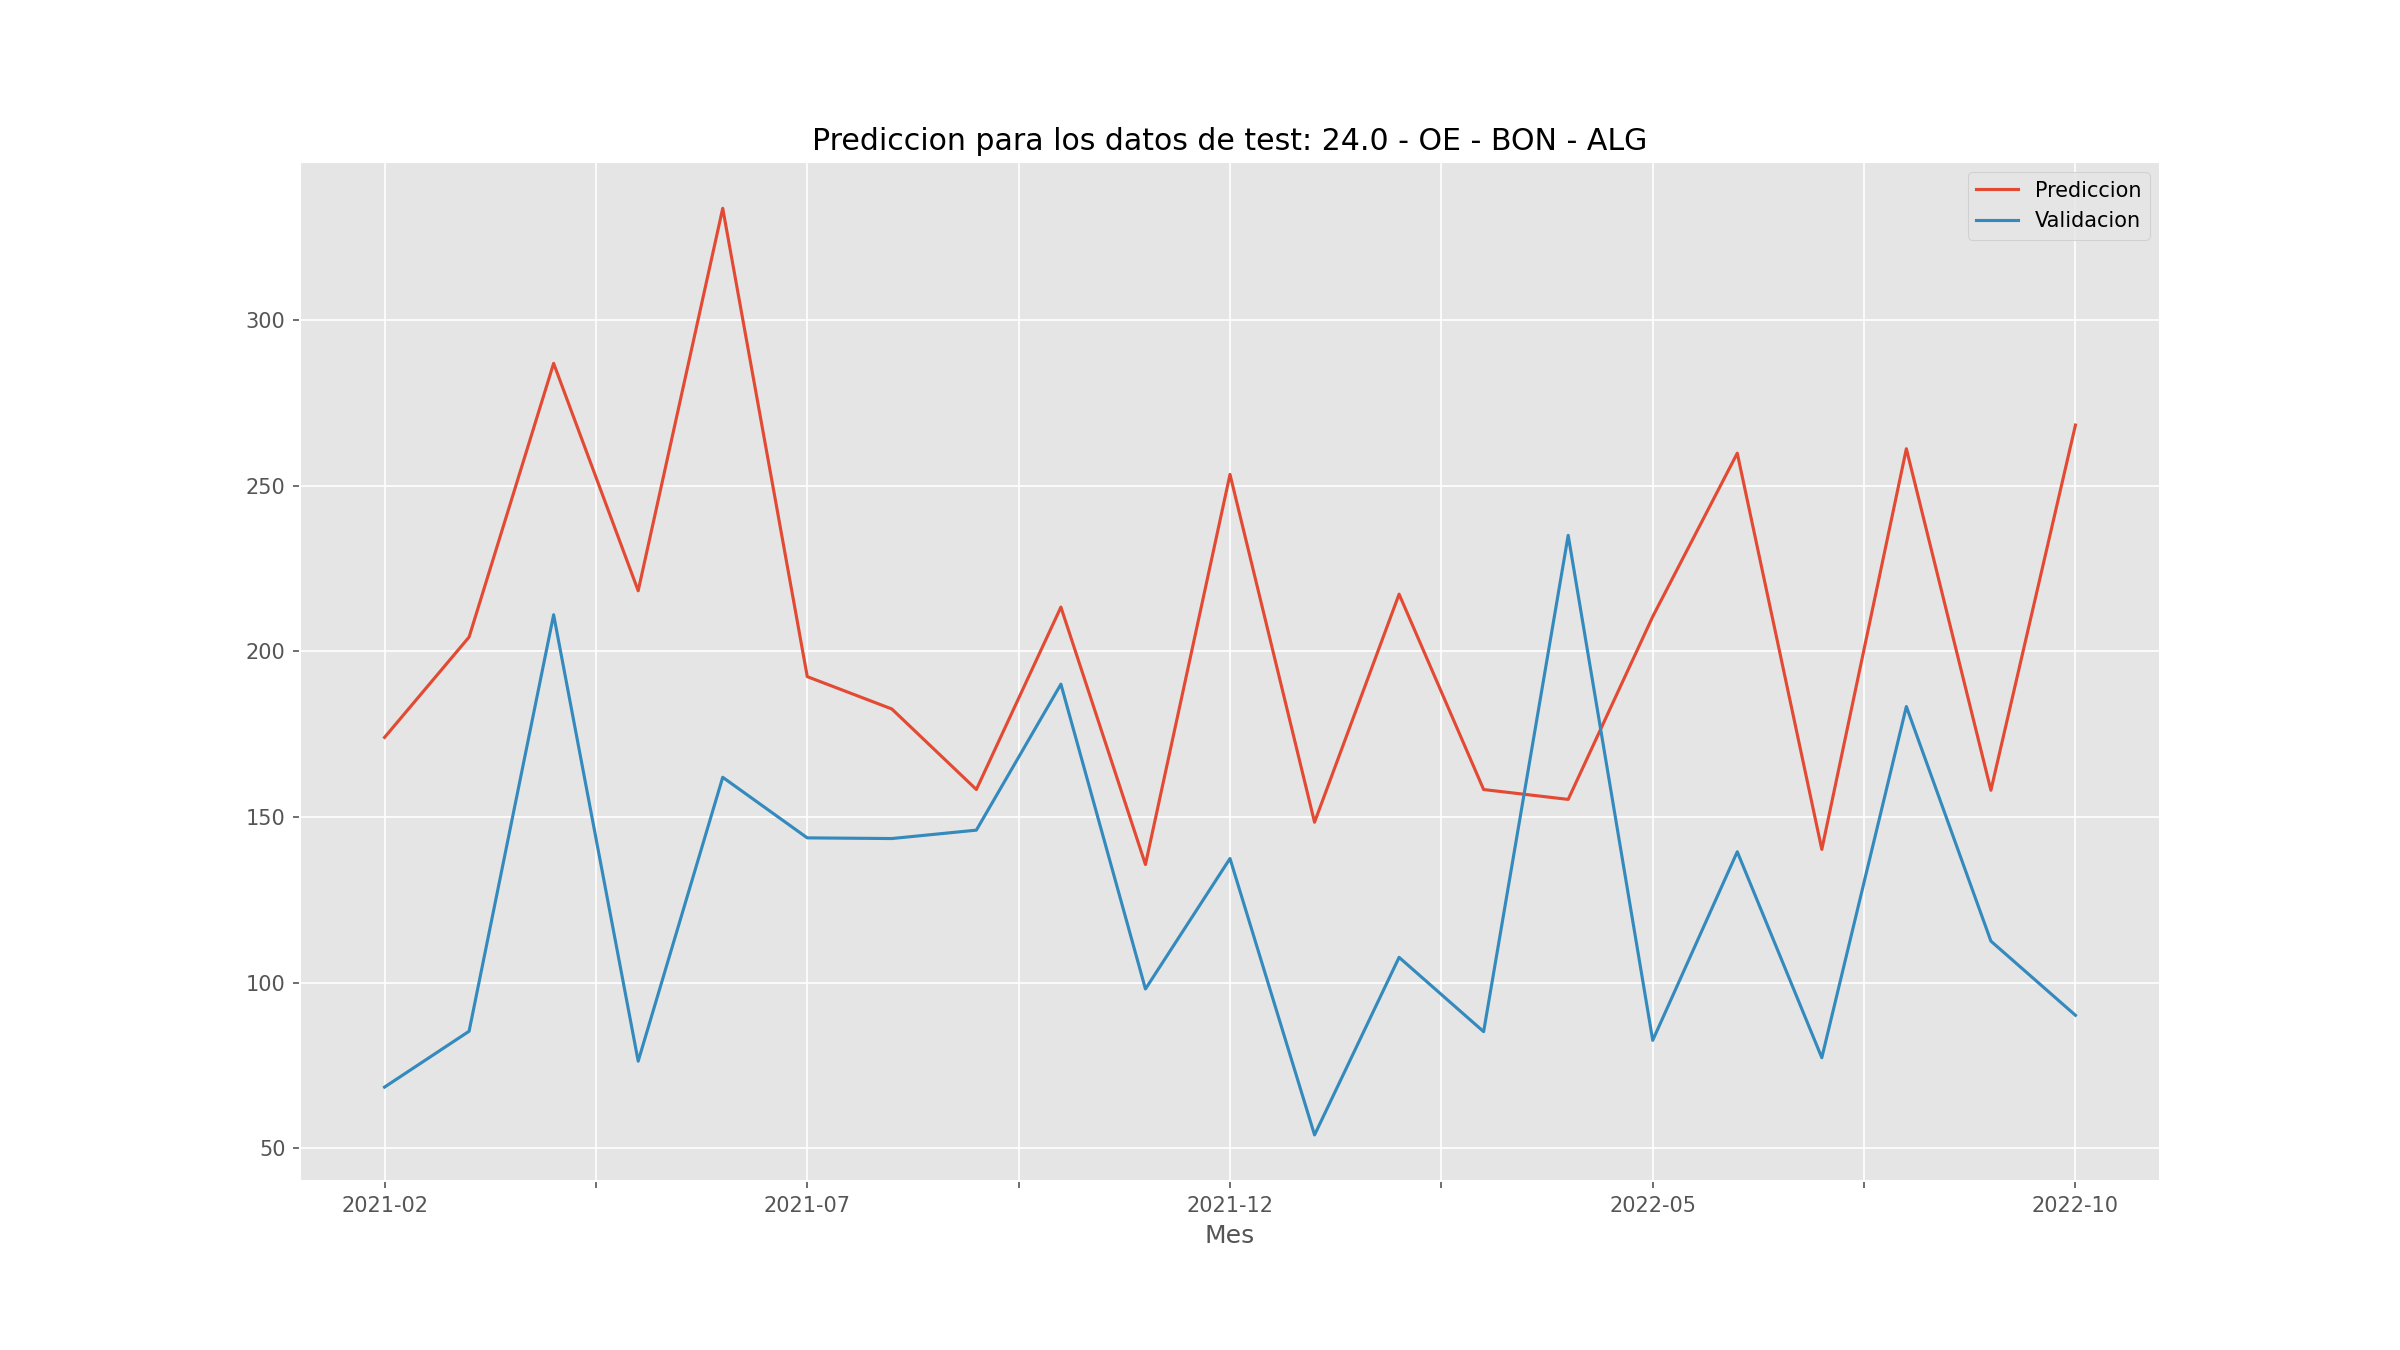 Prediccion para los datos de test: 24.0 - OE - BON - ALG
Prediccion
Validacion
300
250
200
150
100
50
2021-02 2021-07 2021-12 2022-05 2022-10
Mes